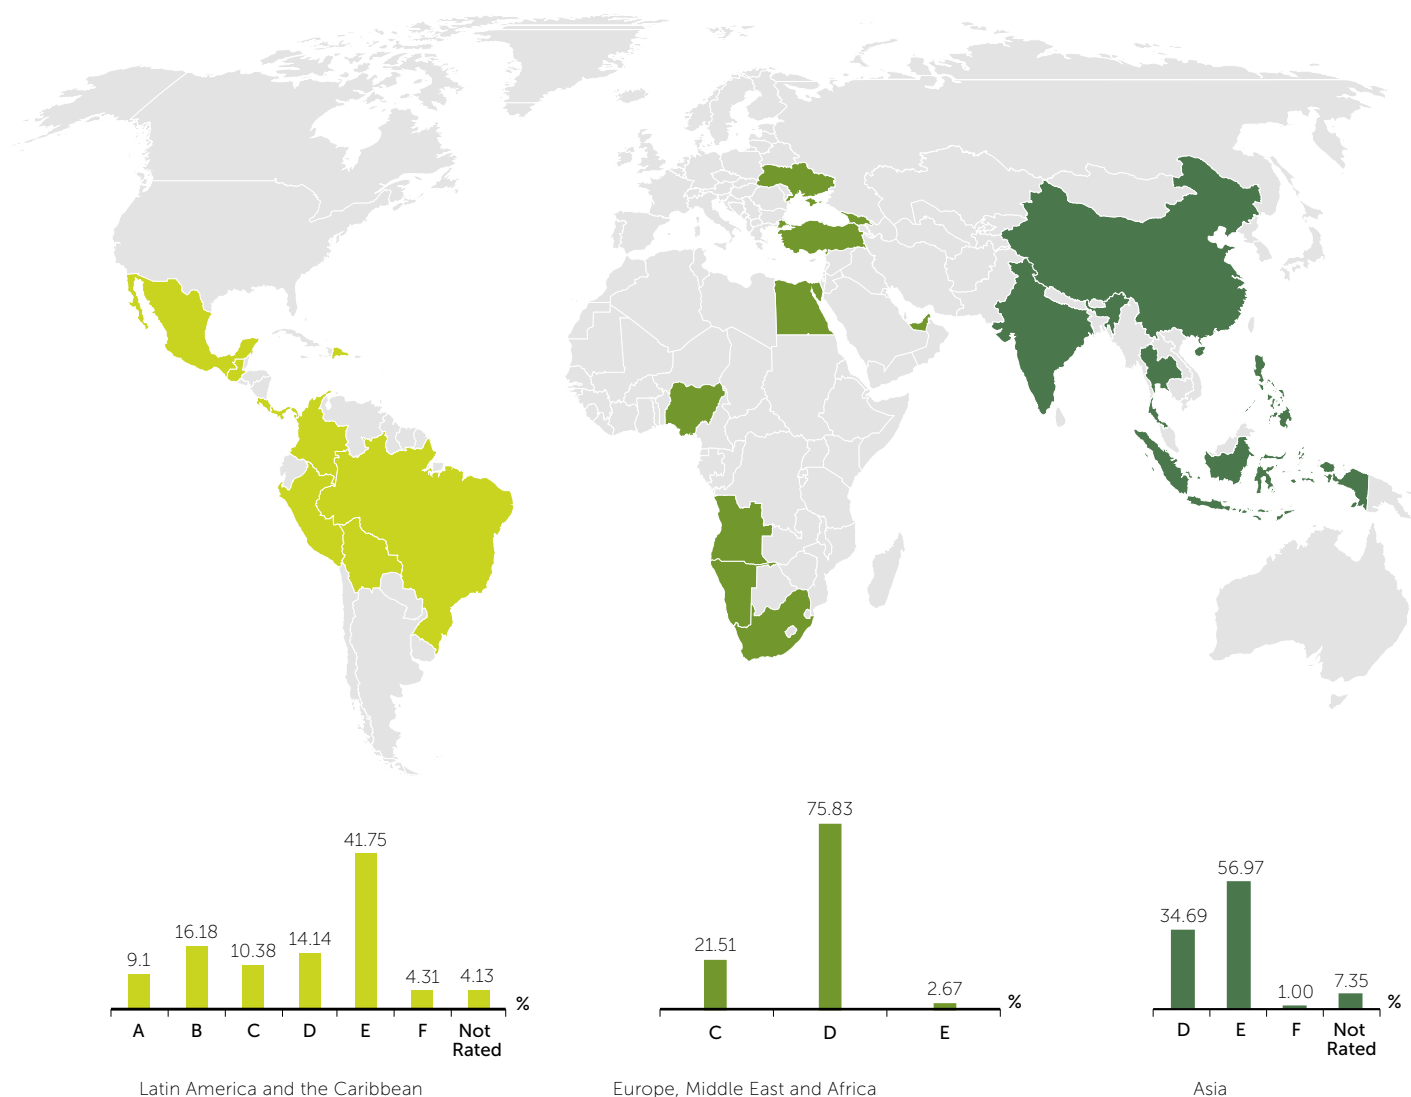 75.83
41.75
56.97
34.69
16.18
14.14
10.38
9.1
21.51
4.31
4.13
2.67
1.00
7.35
%
%
%
A B C D E F Not Rated
C D E
D E F Not Rated
Latin America and the Caribbean
Europe, Middle East and Africa
Asia